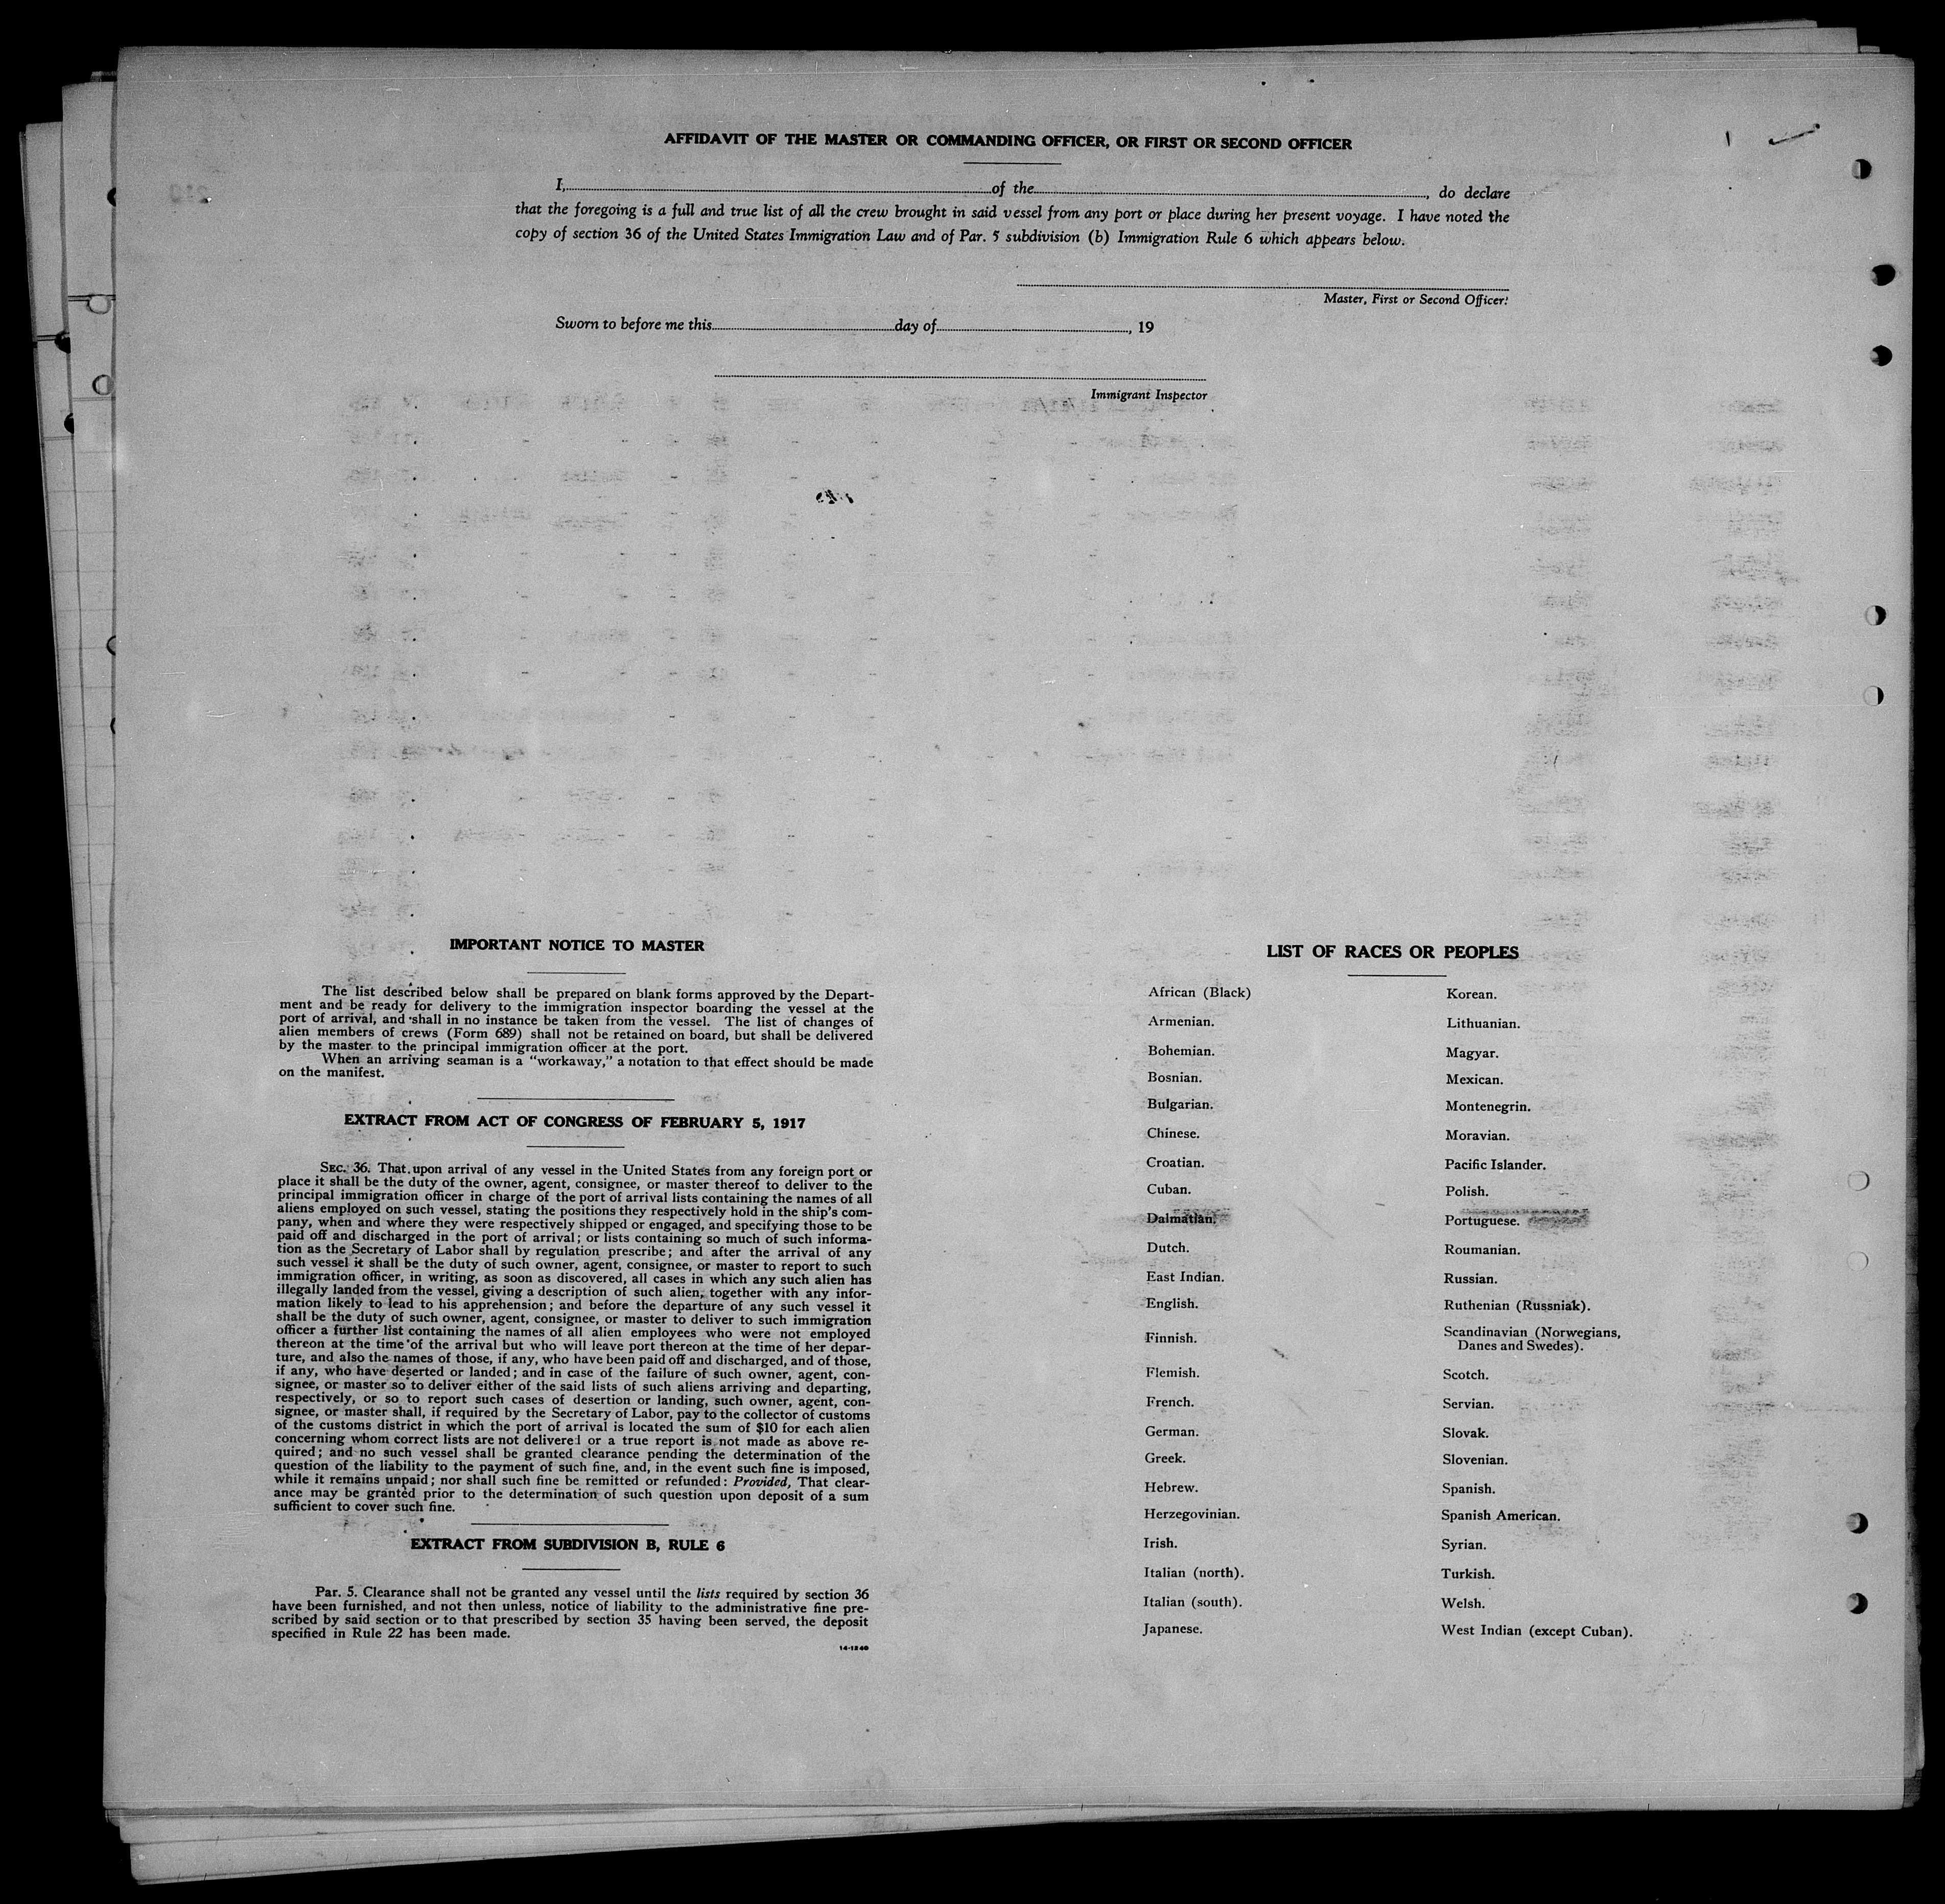 AFFIDAVIT OF THE MASTER OR COMMANDING OFFICER, OR FIRST OR SECOND OFFICER
I, of the , do declare
that the foregoing is a full and true list of all the crew brought in said vessel from any port or place during her present voyage. I have noted the
copy of section 36 of the United States Immigration Law and of Par. 5 subdivision (b) Immigration Rule 6 which appears below.
Master, First or Second Officer.
Sworn to before me this day of , 19
Immigrant Inspector
IMPORTANT NOTICE TO MASTER
The list described below shall be prepared on blank forms approved by the Depart-
ment and be ready for delivery to the immigration inspector boarding the vessel at the
port of arrival, and shall in no instance be taken from the vessel. The list of changes of
alien members of crews (Form 689) shall not be retained on board, but shall be delivered
by the master to the principal immigration officer at the port.
When an arriving seaman is a "workaway," a notation to that effect should be made
on the manifest.
EXTRACT FROM ACT OF CONGRESS OF FEBRUARY 5, 1917
SEC. 36. That upon arrival of any vessel in the United States from any foreign port or
place it shall be the duty of the owner, agent, consignee, or master thereof to deliver to the
principal immigration officer in charge of the port of arrival lists containing the names of all
aliens employed on such vessel, stating the positions they respectively hold in the ship's com-
pany, when and where they were respectively shipped or engaged, and specifying those to be
paid off and discharged in the port of arrival; or lists containing so much of such informa-
tion as the Secretary of Labor shall by regulation prescribe; and after the arrival of any
such vessel it shall be the duty of such owner, agent, consignee, or master to report to such
immigration officer, in writing, as soon as discovered, all cases in which any such alien has
illegally landed from the vessel, giving a description of such alien, together with any infor-
mation likely to lead to his apprehension; and before the departure of any such vessel it
shall be the duty of such owner, agent, consignee, or master to deliver to such immigration
officer a further list containing the names of all alien employees who were not employed
thereon at the time of the arrival but who will leave port thereon at the time of her depar-
ture, and also the names of those, if any, who have been paid off and discharged, and of those,
if any, who have deserted or landed; and in case of the failure of such owner, agent, con-
signee, or master so to deliver either of the said lists of such aliens arriving and departing,
respectively, or so to report such cases of desertion or landing, such owner, agent, con-
signee, or master shall, if required by the Secretary of Labor, pay to the collector of customs
of the customs district in which the port of arrival is located the sum of $10 for each alien
concerning whom correct lists are not delivered or a true report is not made as above re-
quired; and no such vessel shall be granted clearance pending the determination of the
question of the liability to the payment of such fine, and, in the event such fine is imposed,
while it remains unpaid; nor shall such fine be remitted or refunded: Provided, That clear-
ance may be granted prior to the determination of such question upon deposit of a sum
sufficient to cover such fine.
EXTRACT FROM SUBDIVISION B, RULE 6
Par. 5. Clearance shall not be granted any vessel until the lists required by section 36
have been furnished, and not then unless, notice of liability to the administrative fine pre-
scribed by said section or to that prescribed by section 35 having been served, the deposit
specified in Rule 22 has been made.
14-1240
LIST OF RACES OR PEOPLES
African (Black)
Armenian.
Bohemian.
Bosnian.
Bulgarian.
Chinese.
Croatian.
Cuban.
Dalmatian.
Dutch.
East Indian.
English.
Finnish.
Flemish.
French.
German.
Greek.
Hebrew.
Herzegovinian.
Irish.
Italian (north).
Italian (south).
Japanese.
Korean.
Lithuanian.
Magyar.
Mexican.
Montenegrin.
Moravian.
Pacific Islander.
Polish.
Portuguese.
Roumanian.
Russian.
Ruthenian (Russniak).
Scandinavian (Norwegians,
Danes and Swedes).
Scotch.
Servian.
Slovak.
Slovenian.
Spanish.
Spanish American.
Syrian.
Turkish.
Welsh.
West Indian (except Cuban).